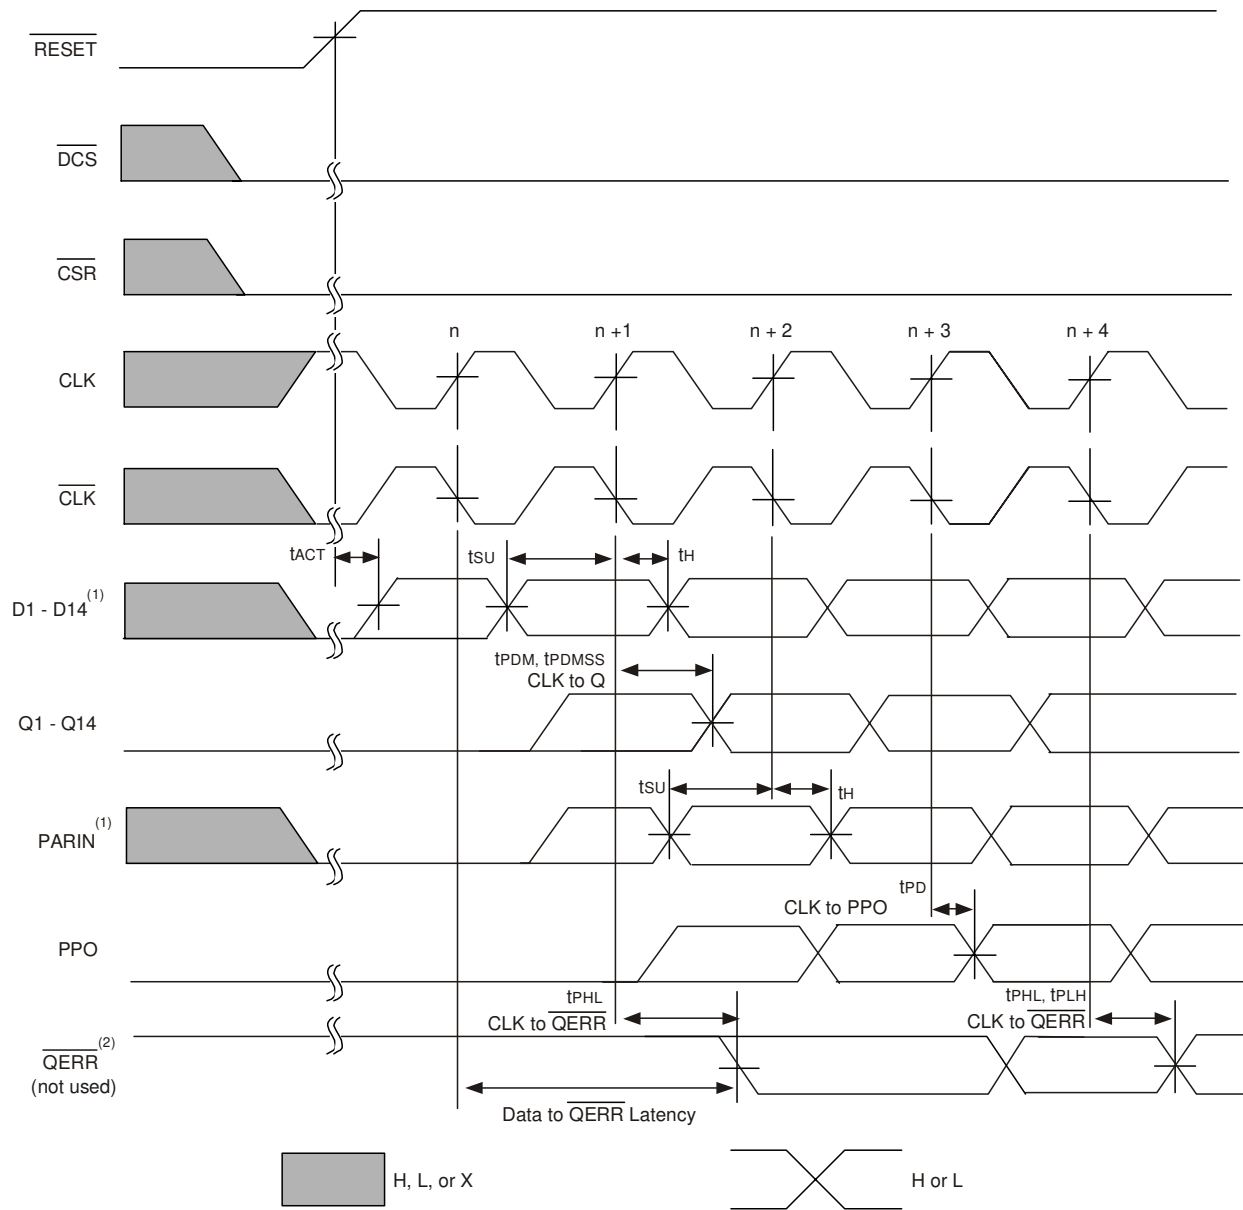 RESET
DCS
CSR
n n +1 n + 2 n + 3 n + 4
CLK
CLK
tACT tSU tH
D1 - D14(1)
tPDM, tPDMSS
CLK to Q
Q1 - Q14
tSU tH
PARIN(1)
tPD
CLK to PPO
PPO
tPHL tPHL, tPLH
CLK to QERR CLK to QERR
QERR(2)
(not used)
Data to QERR Latency
H, L, or X H or L